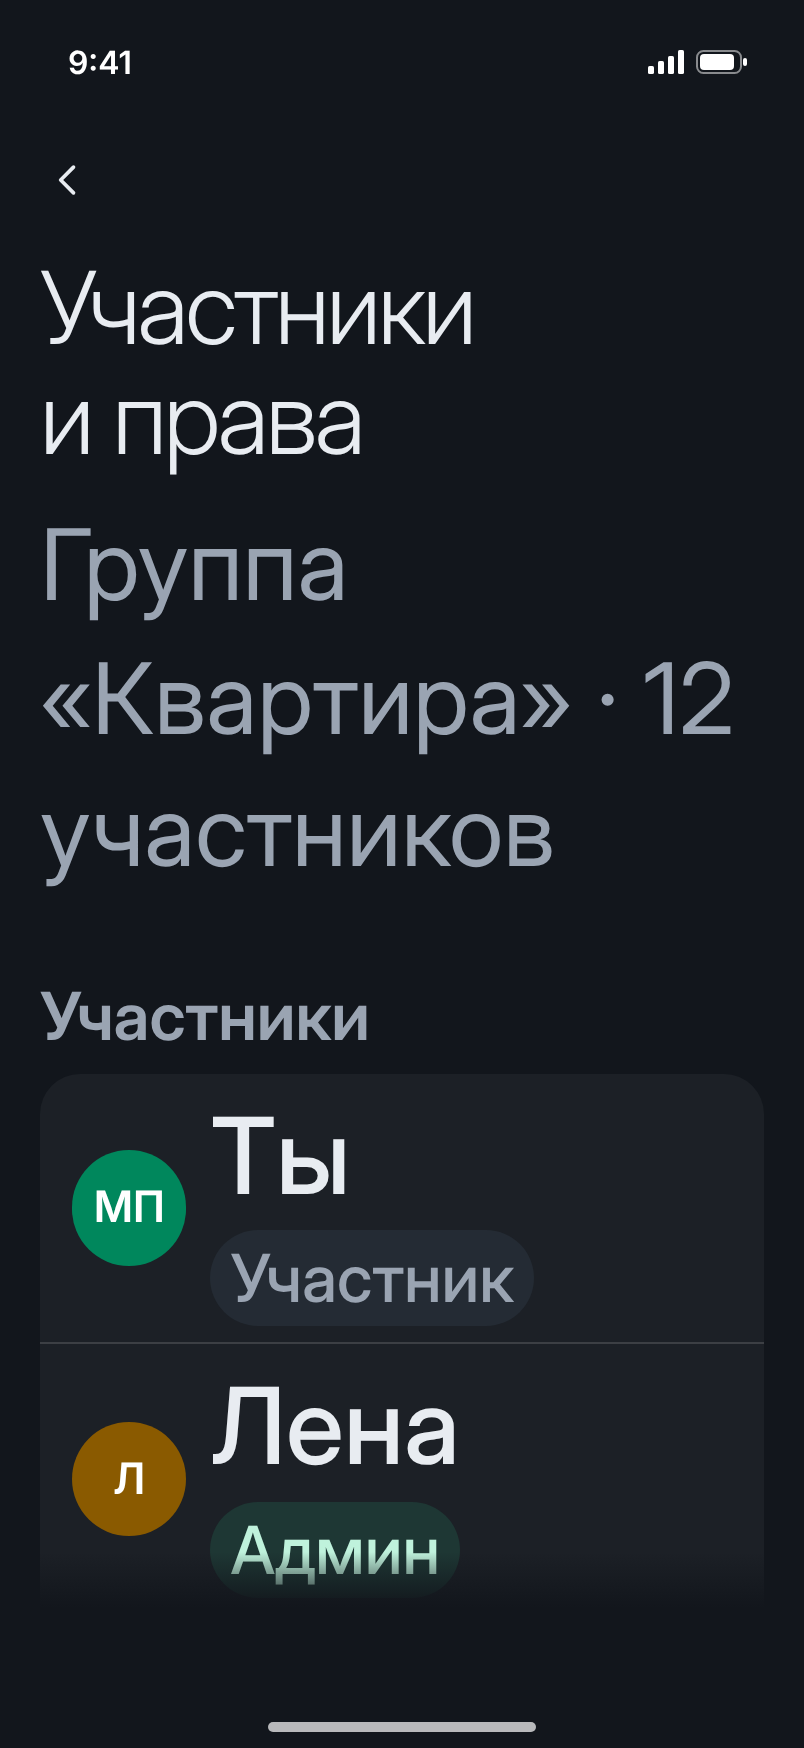 9:41
Участники
и права
Группа
«Квартира» · 12
участников
Участники
МП
Ты
Участник
Л
Лена
Админ